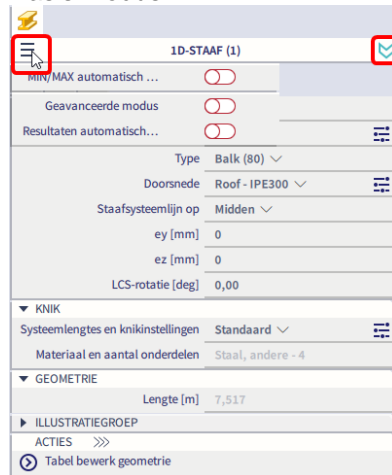 1D-STAAF (1)
MIN/MAX automatisch ...
Geavanceerde modus
Resultaten automatisch...
Type Balk (80)
Doorsnede Roof - IPE300
Staafsysteemlijn op Midden
ey [mm] 0
ez [mm] 0
LCS-rotatie [deg] 0,00
KNIK
Systeemlengtes en knikinstellingen Standaard
Materiaal en aantal onderdelen Staal, andere - 4
GEOMETRIE
Lengte [m] 7,517
ILLUSTRATIEGROEP
ACTIES >>>
Tabel bewerk geometrie